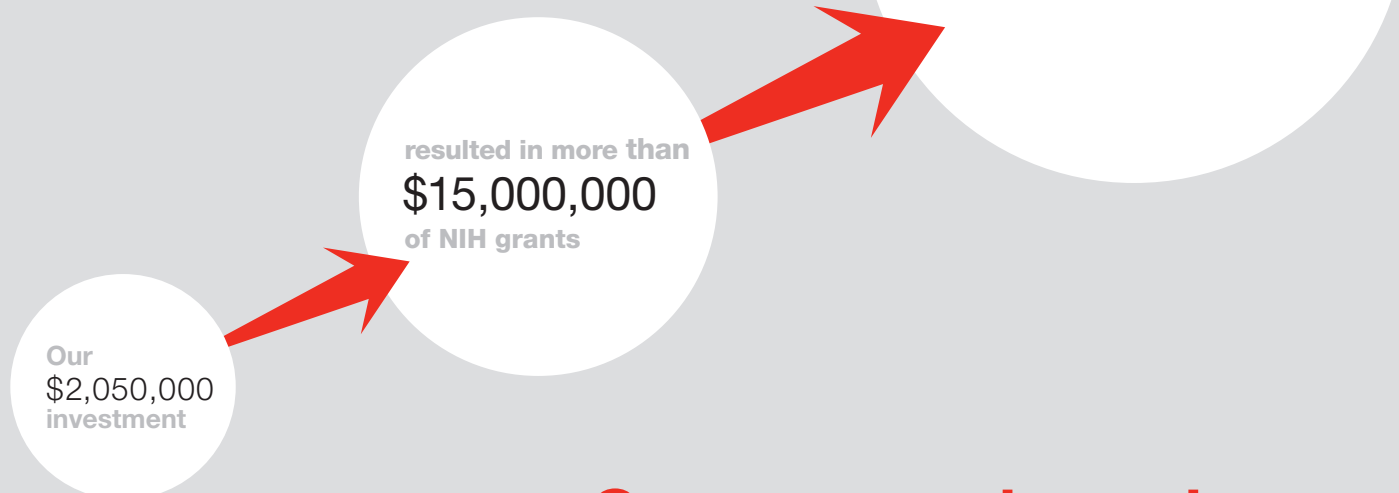 resulted in more than
$15,000,000
of NIH grants
Our
$2,050,000
investment